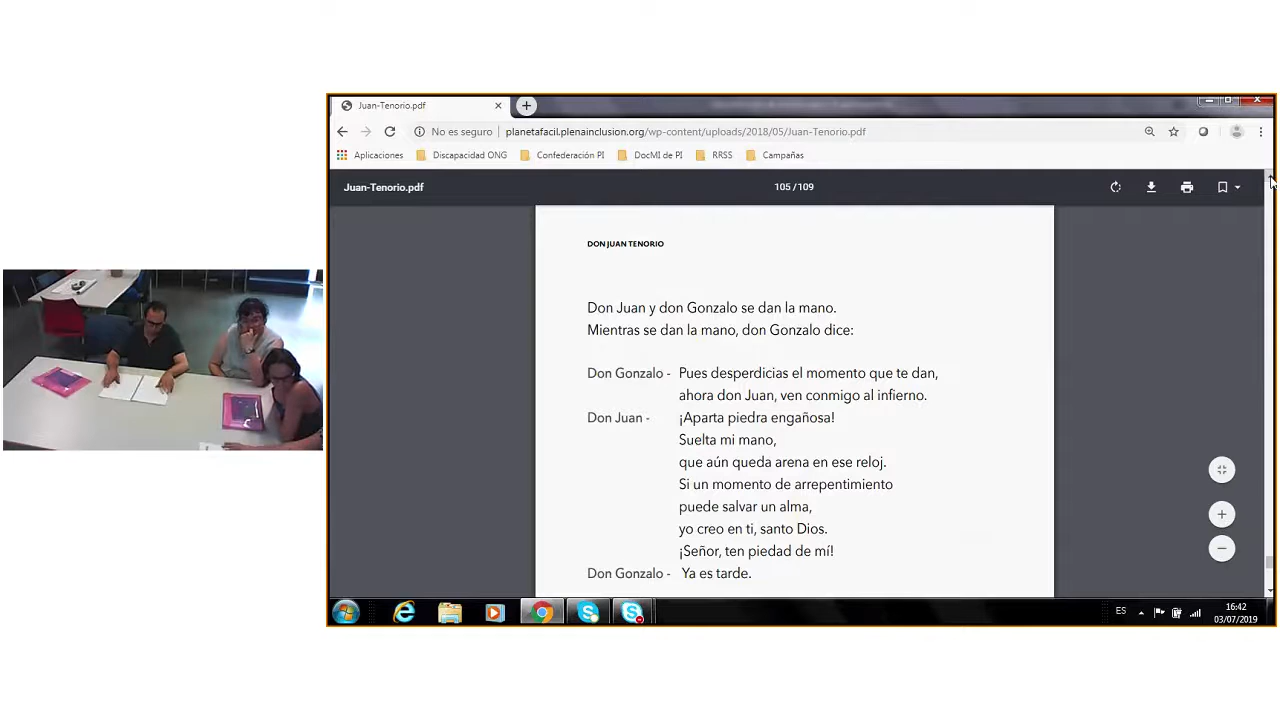 Juan-Tenorio.pdf
No es seguro planetafacil.plenainclusion.org/wp-content/uploads/2018/05/Juan-Tenorio.pdf
Aplicaciones Discapacidad ONG Confederación PI DocMI de PI RRSS Campañas
Juan-Tenorio.pdf 105 / 109
DON JUAN TENORIO
Don Juan y don Gonzalo se dan la mano.
Mientras se dan la mano, don Gonzalo dice:
Don Gonzalo - Pues desperdicias el momento que te dan,
ahora don Juan, ven conmigo al infierno.
Don Juan - ¡Aparta piedra engañosa!
Suelta mi mano,
que aún queda arena en ese reloj.
Si un momento de arrepentimiento
puede salvar un alma,
yo creo en ti, santo Dios.
¡Señor, ten piedad de mí!
Don Gonzalo - Ya es tarde.
ES 16:42
03/07/2019